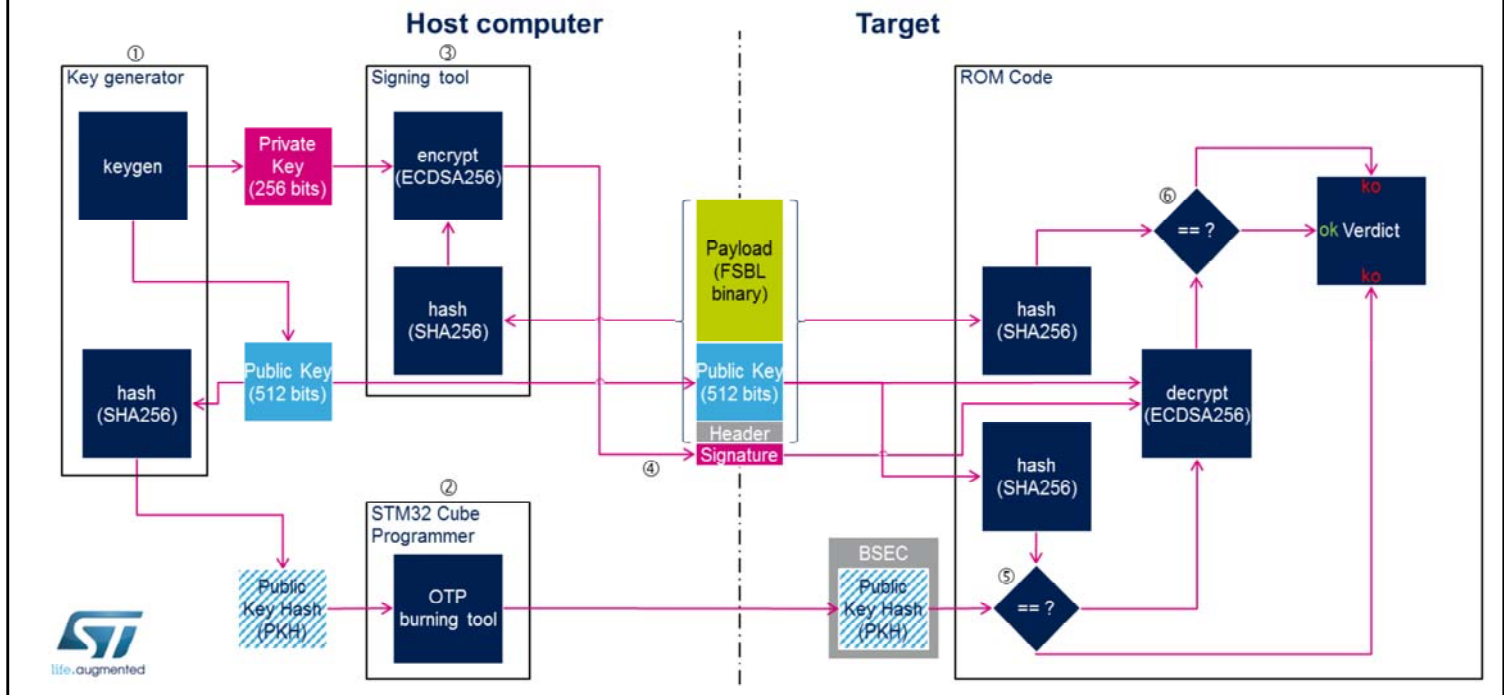 Host computer
Target
①
Key generator
keygen
Private
Key
(256 bits)
hash
(SHA256)
Public Key
(512 bits)
Public
Key Hash
(PKH)
③
Signing tool
encrypt
(ECDSA256)
hash
(SHA256)
④
②
STM32 Cube
Programmer
OTP
burning tool
Payload
(FSBL
binary)
Public Key
(512 bits)
Header
Signature
BSEC
Public
Key Hash
(PKH)
ROM Code
hash
(SHA256)
hash
(SHA256)
⑤
== ?
⑥
== ?
decrypt
(ECDSA256)
ko
ok Verdict
ko
ST
life.augmented